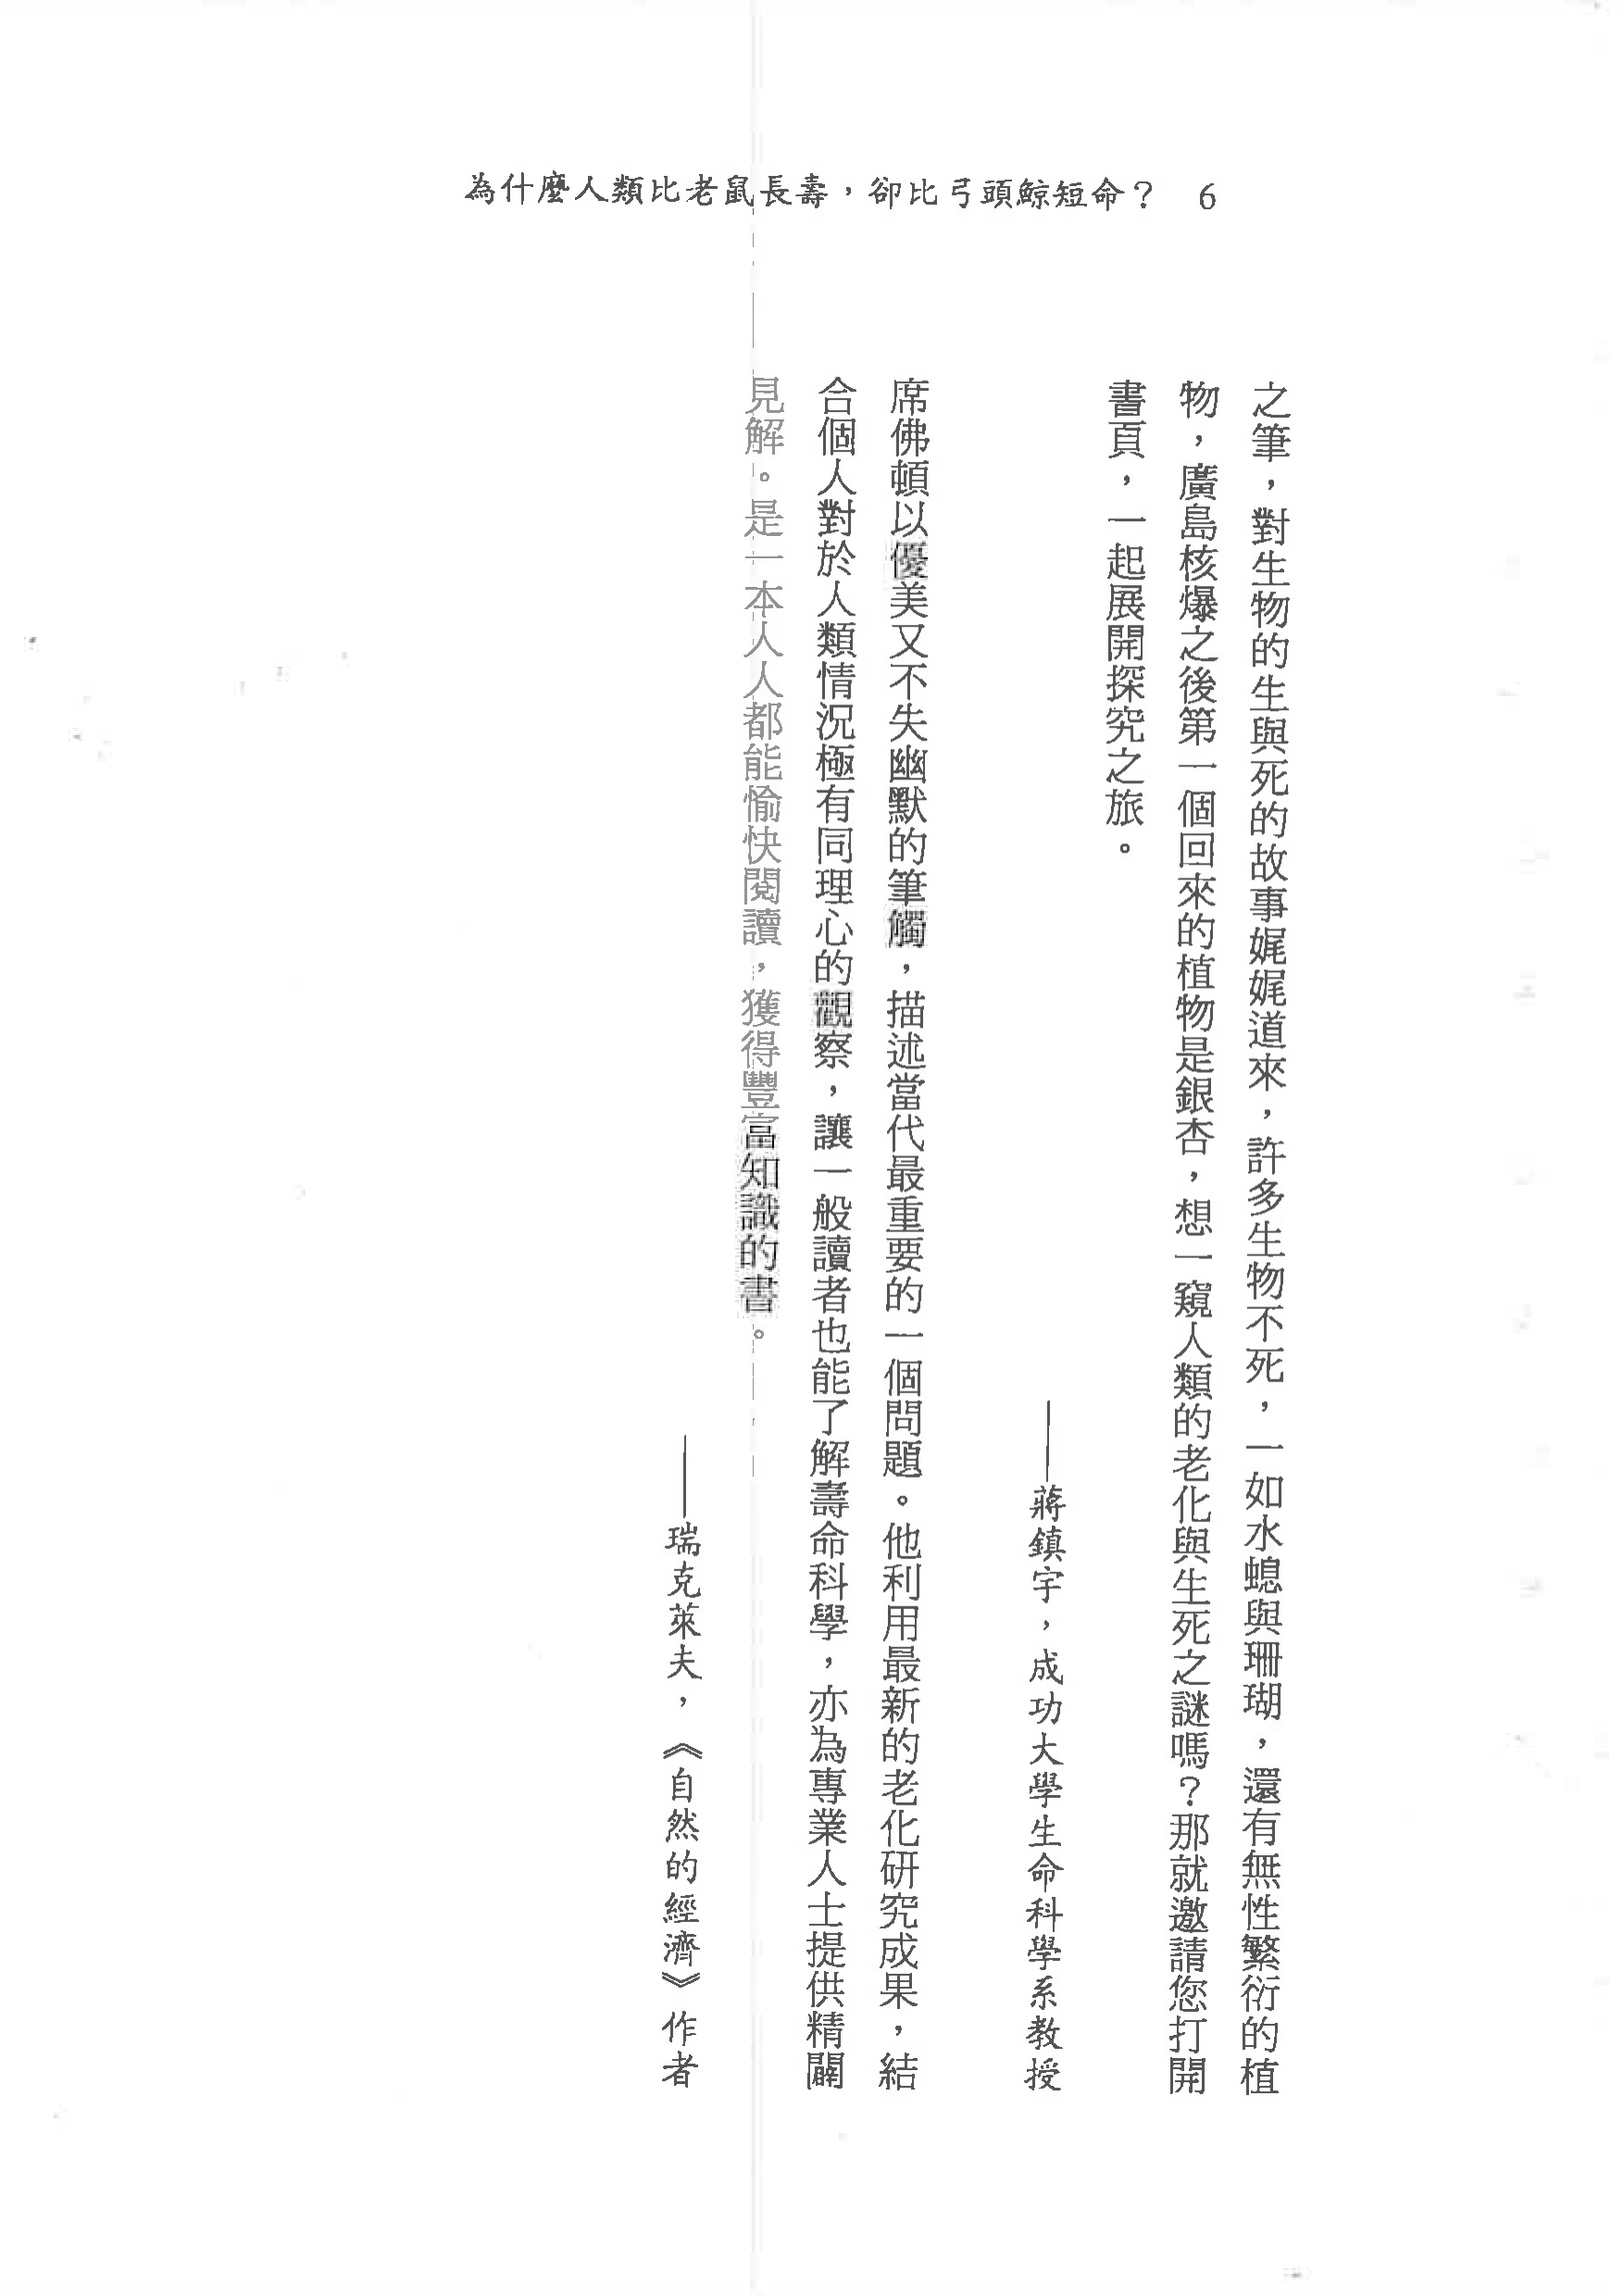 為什麼人類比老鼠長壽，卻比弓頭鯨短命？ 6
之筆，對生物的生與死的故事娓娓道來，許多生物不死，一如水螅與珊瑚，還有無性繁衍的植
物，廣島核爆之後第一個回來的植物是銀杏，想一窺人類的老化與生死之謎嗎？那就邀請您打開
書頁，一起展開探究之旅。
——蔣鎮宇，成功大學生命科學系教授
席佛頓以優美又不失幽默的筆觸，描述當代最重要的一個問題。他利用最新的老化研究成果，結
合個人對於人類情況極有同理心的觀察，讓一般讀者也能了解壽命科學，亦為專業人士提供精闢
見解。是一本人人都能愉快閱讀，獲得豐富知識的書。
——瑞克萊夫，《自然的經濟》作者